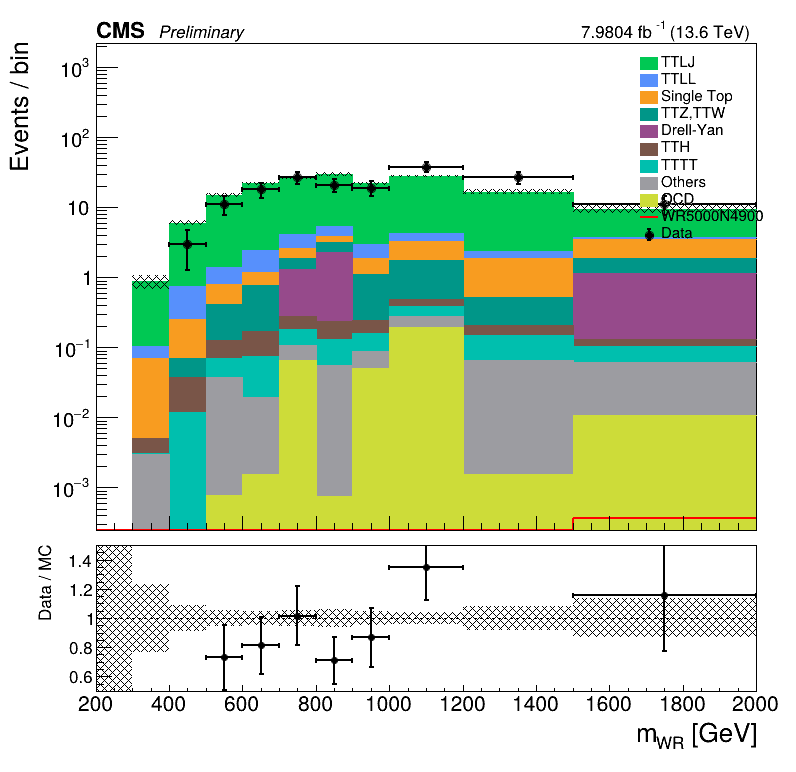 CMS Preliminary 7.9804 fb⁻¹ (13.6 TeV)
Events / bin
10³
10²
10
1
10⁻¹
10⁻²
10⁻³
TTLJ
TTLL
Single Top
TTZ,TTW
Drell-Yan
TTH
TTTT
Others
QCD
WR5000N4900
Data
Data / MC
1.4
1.2
1.0
0.8
0.6
200 400 600 800 1000 1200 1400 1600 1800 2000
m_WR [GeV]